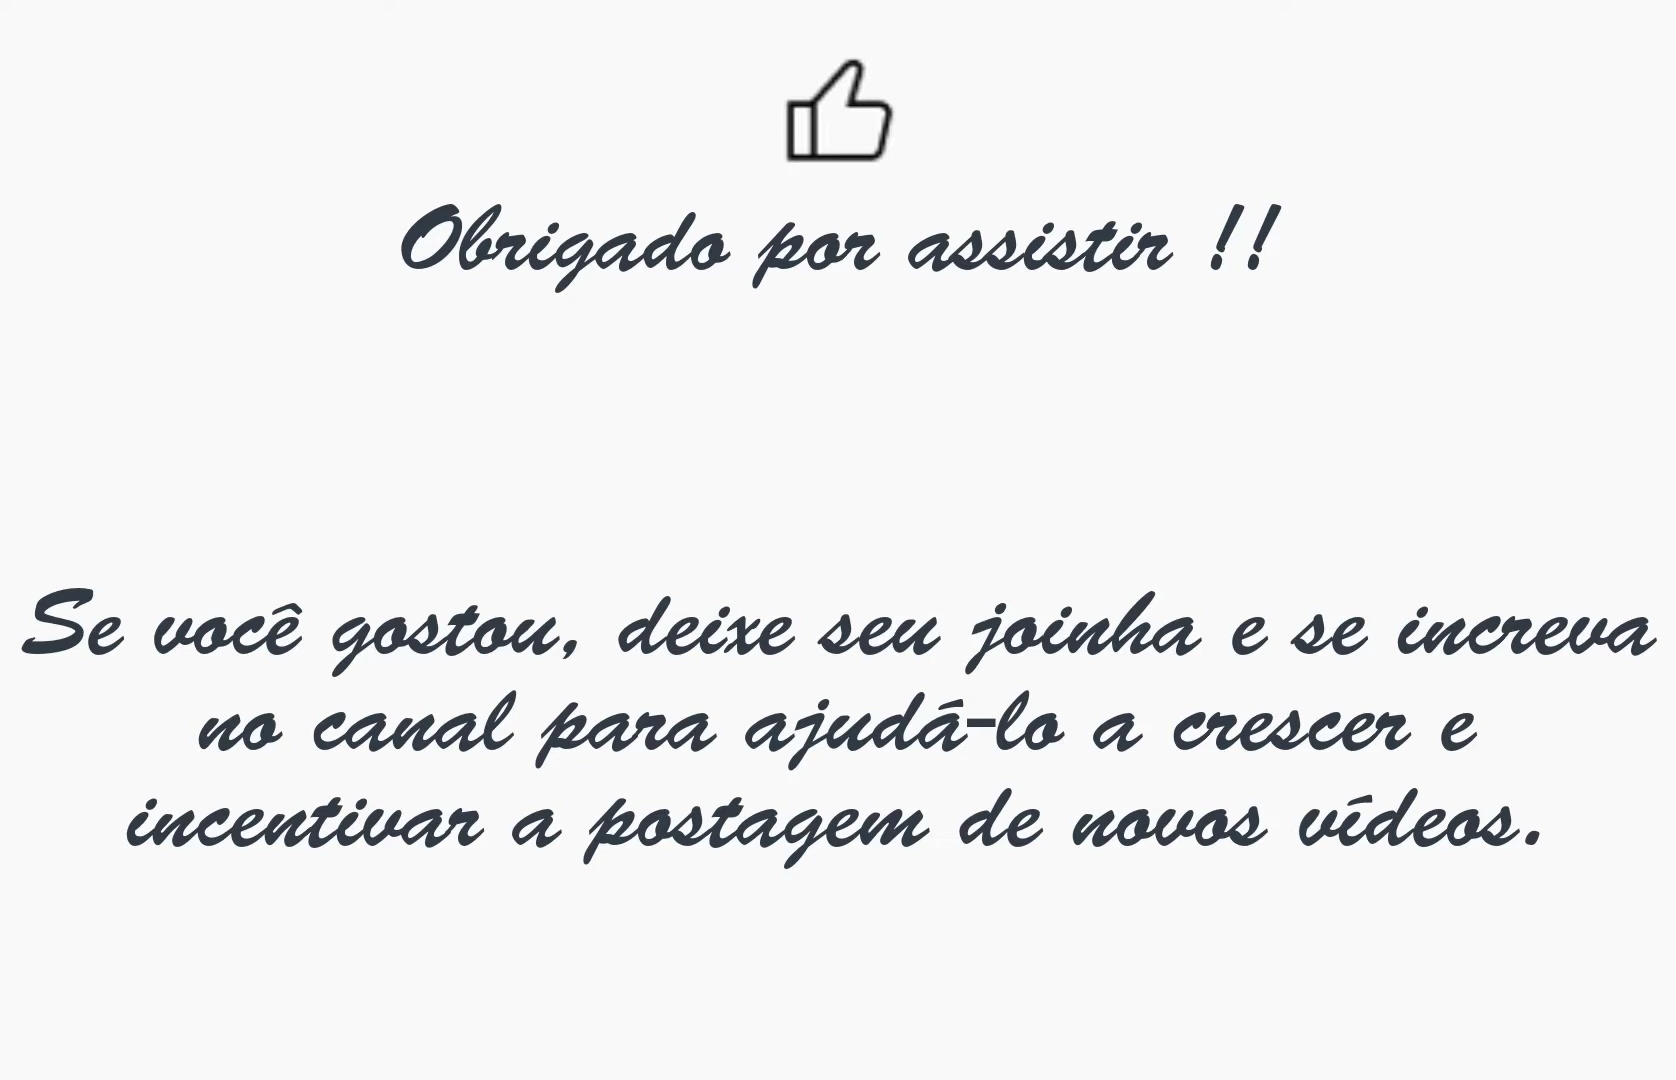 Obrigado por assistir !!
Se você gostou, deixe seu joinha e se increva
no canal para ajudá-lo a crescer e
incentivar a postagem de novos vídeos.